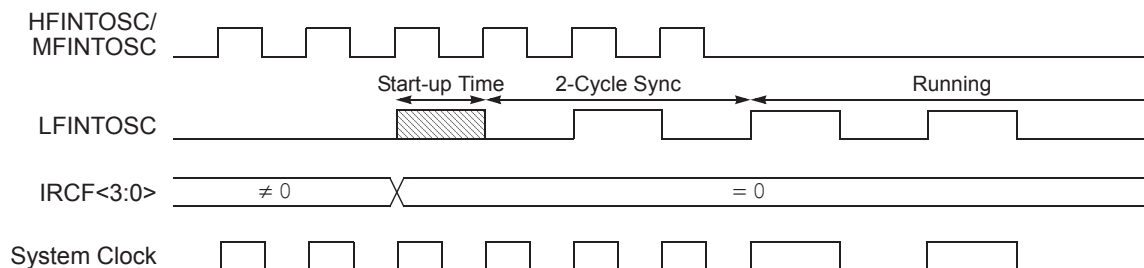 HFINTOSC/
MFINTOSC
Start-up Time
2-Cycle Sync
Running
LFINTOSC
IRCF<3:0>
≠ 0
= 0
System Clock